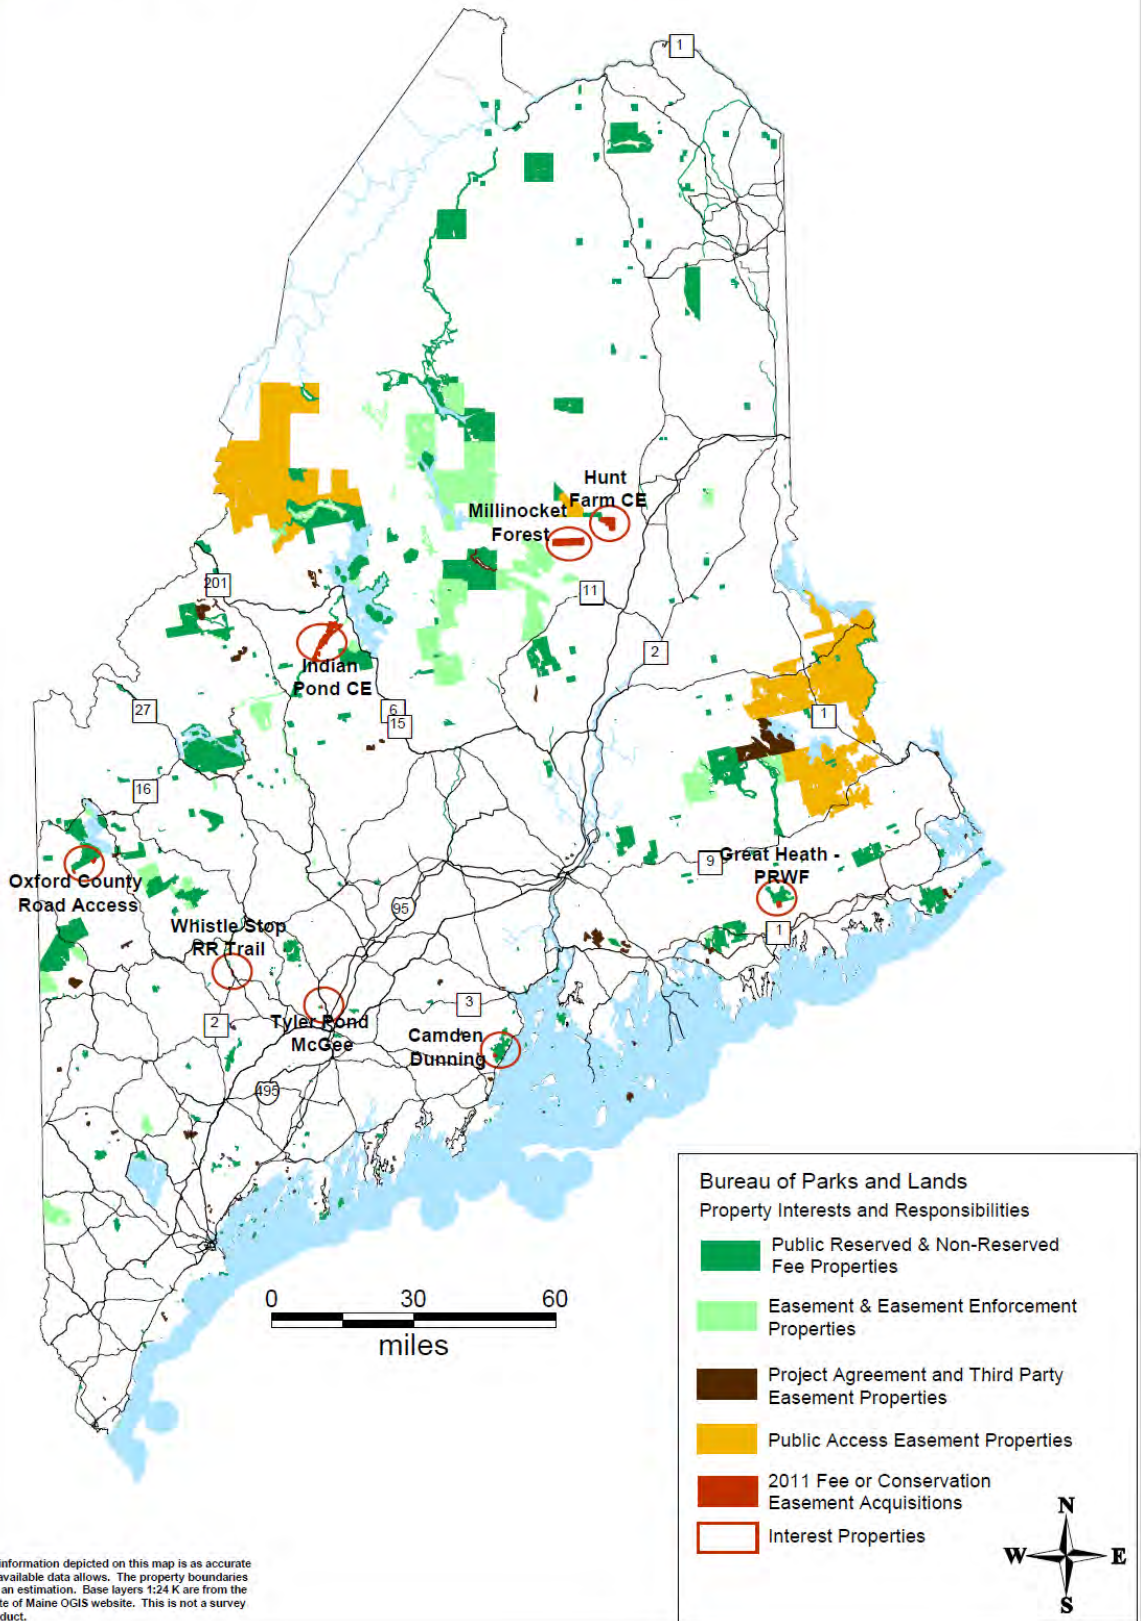 1
Hunt
Farm CE
Millinocket
Forest
201
11
2
Indian
Pond CE
27
6
15
1
16
9
Great Heath -
PRWF
Oxford County
Road Access
95
Whistle Stop
RR Trail
1
3
2
Tyler Pond
McGee
Camden
Dunning
495
0 30 60
miles
Bureau of Parks and Lands
Property Interests and Responsibilities
Public Reserved & Non-Reserved
Fee Properties
Easement & Easement Enforcement
Properties
Project Agreement and Third Party
Easement Properties
Public Access Easement Properties
2011 Fee or Conservation
Easement Acquisitions
Interest Properties
N
W E
S
information depicted on this map is as accurate
available data allows. The property boundaries
an estimation. Base layers 1:24 K are from the
te of Maine OGIS website. This is not a survey
duct.